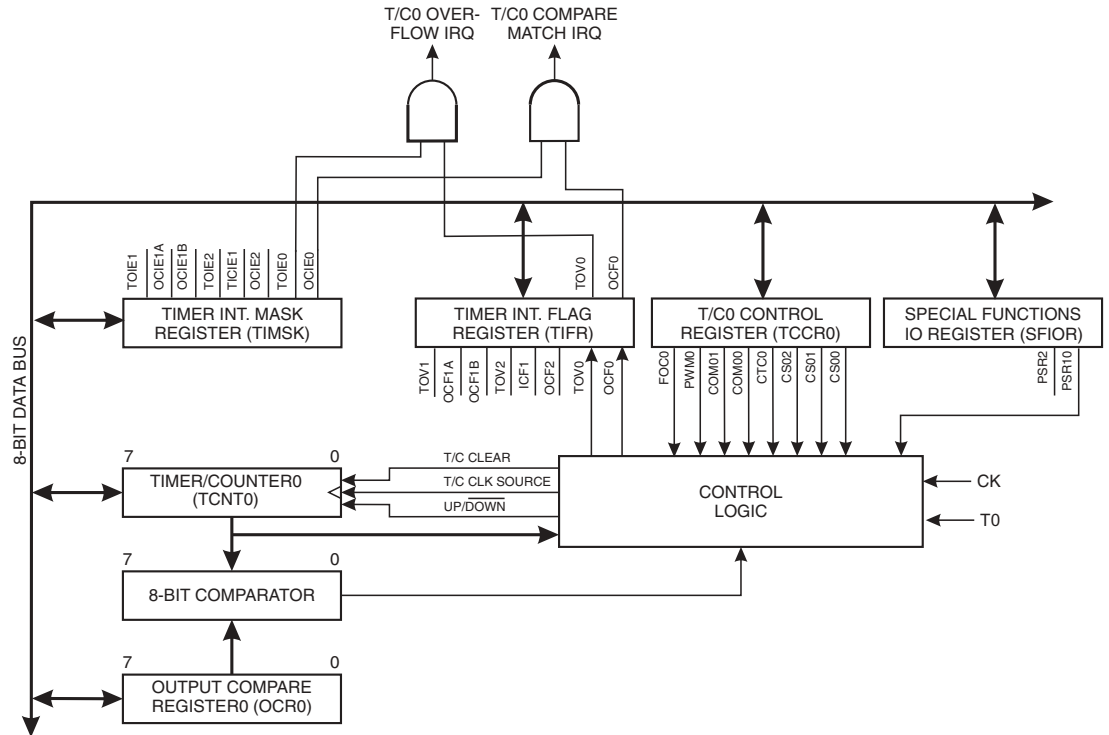 T/C0 OVER-
FLOW IRQ
T/C0 COMPARE
MATCH IRQ
8-BIT DATA BUS
TOIE1
OCIE1A
OCIE1B
TOIE2
TICIE1
OCIE2
TOIE0
OCIE0
TOV0
OCF0
TIMER INT. MASK
REGISTER (TIMSK)
TIMER INT. FLAG
REGISTER (TIFR)
T/C0 CONTROL
REGISTER (TCCR0)
SPECIAL FUNCTIONS
IO REGISTER (SFIOR)
TOV1
OCF1A
OCF1B
TOV2
ICF1
OCF2
TOV0
OCF0
FOC0
PWM0
COM01
COM00
CTC0
CS02
CS01
CS00
PSR2
PSR10
7 0
TIMER/COUNTER0
(TCNT0)
T/C CLEAR
T/C CLK SOURCE
UP/DOWN
CONTROL
LOGIC
CK
T0
7 0
8-BIT COMPARATOR
7 0
OUTPUT COMPARE
REGISTER0 (OCR0)